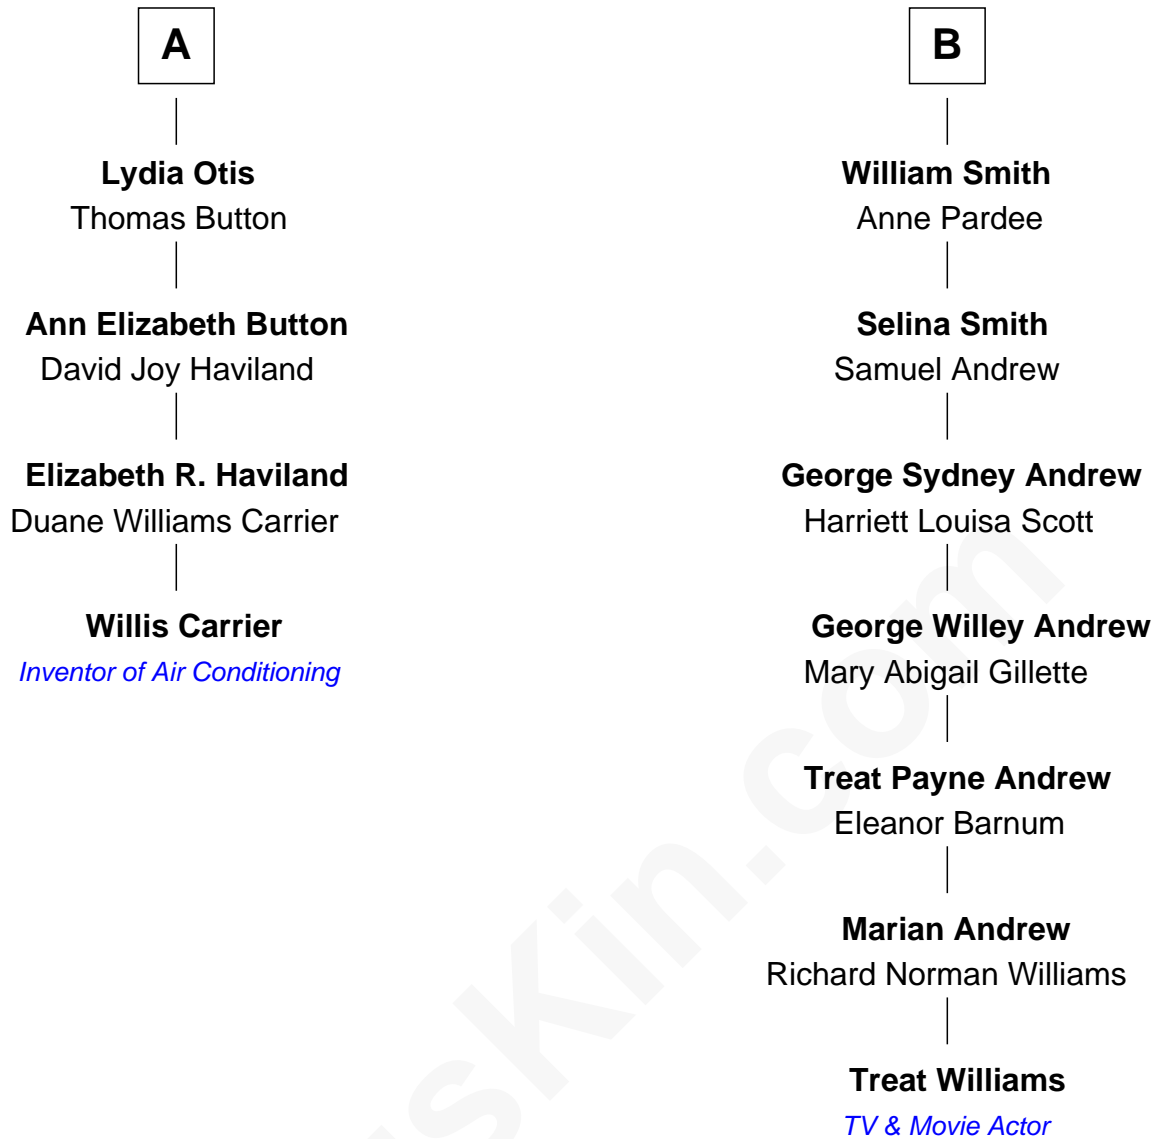 A
Lydia Otis
Thomas Button
Ann Elizabeth Button
David Joy Haviland
Elizabeth R. Haviland
Duane Williams Carrier
Willis Carrier
Inventor of Air Conditioning
B
William Smith
Anne Pardee
Selina Smith
Samuel Andrew
George Sydney Andrew
Harriett Louisa Scott
George Willey Andrew
Mary Abigail Gillette
Treat Payne Andrew
Eleanor Barnum
Marian Andrew
Richard Norman Williams
Treat Williams
TV & Movie Actor